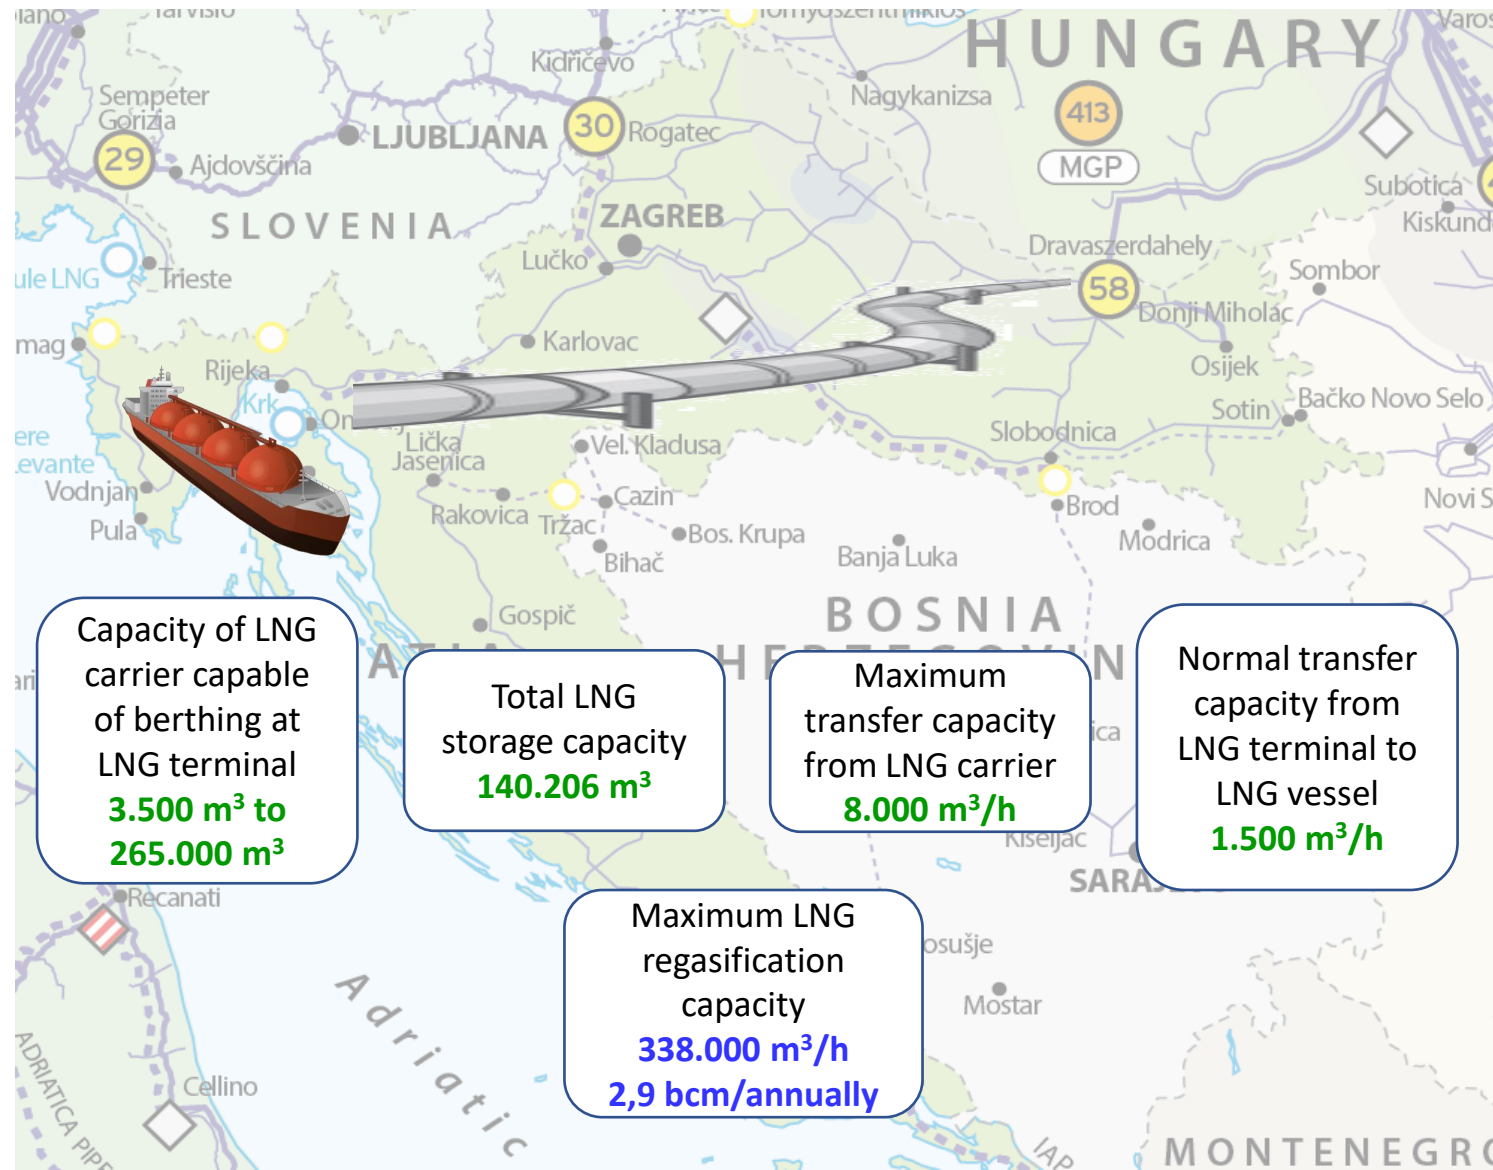 HUNGARY
Kidričevo
Nagykanizsa
Sempeter
Gorizia
29
Ajdovščina
LJUBLJANA
30
Rogatec
413
MGP
Subotica
SLOVENIA
ZAGREB
Lučko
Dravaszerdahely
58
Donji Miholac
Sombor
Trieste
Karlovac
Rijeka
Krk
Osijek
Sotin
Bačko Novo Selo
Lička
Jasenica
Vel. Kladusa
Slobodnica
Vodnjan
Pula
Rakovica
Tržac
Cazin
Bihać
Bos. Krupa
Banja Luka
Brod
Modrica
Gospič
BOSNIA
Capacity of LNG
carrier capable
of berthing at
LNG terminal
3.500 m³ to
265.000 m³
Total LNG
storage capacity
140.206 m³
Maximum
transfer capacity
from LNG carrier
8.000 m³/h
Normal transfer
capacity from
LNG terminal to
LNG vessel
1.500 m³/h
Kiseljac
Recanati
Maximum LNG
regasification
capacity
338.000 m³/h
2,9 bcm/annually
Mostar
Adriatic
Cellino
ADRIATICA
IAP
MONTENEGRO